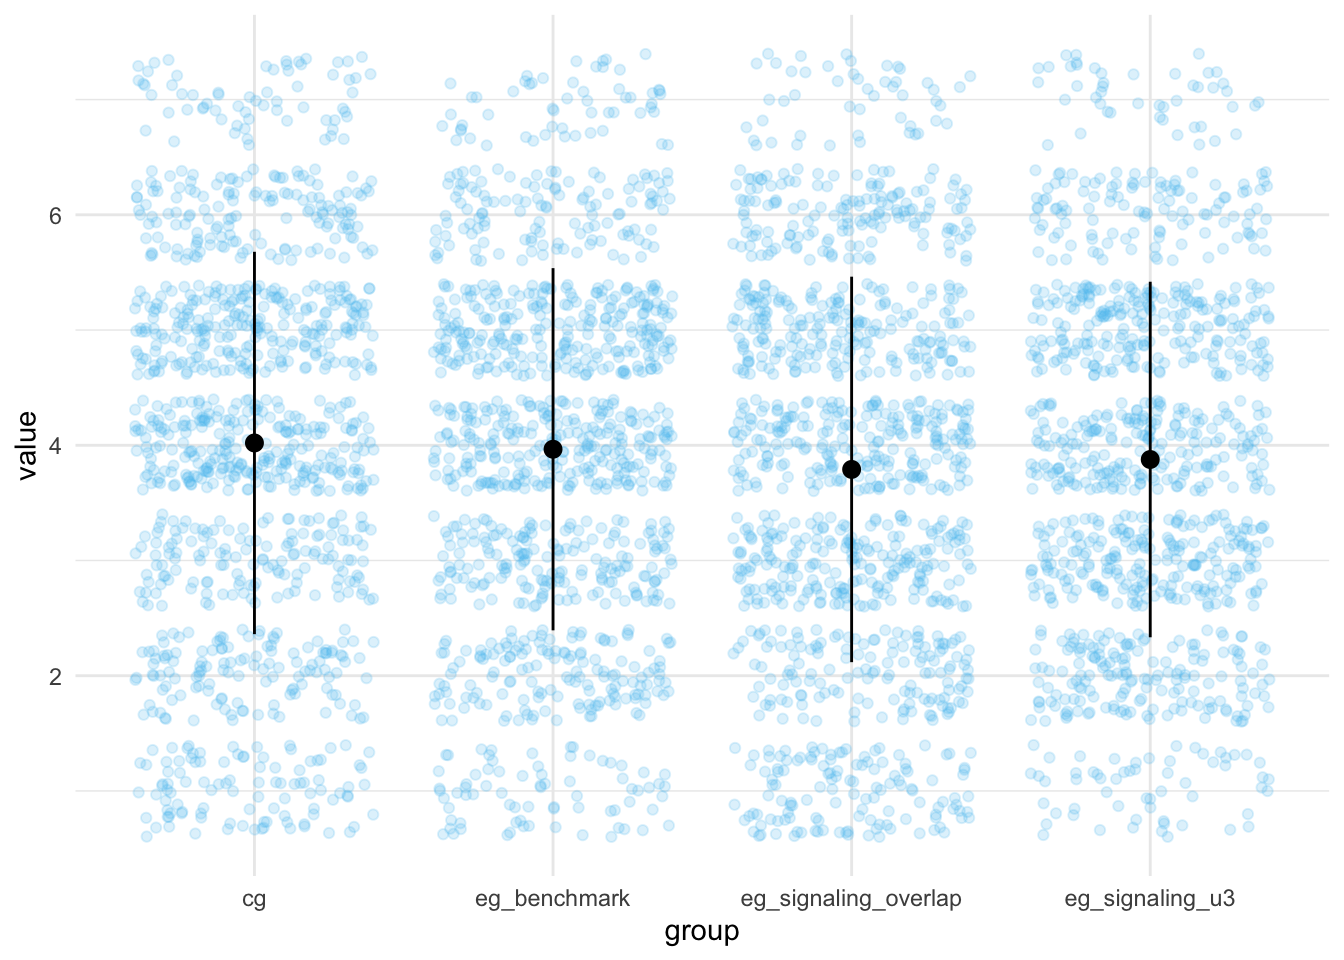 value
6
4
2
cg
eg_benchmark
eg_signaling_overlap
eg_signaling_u3
group